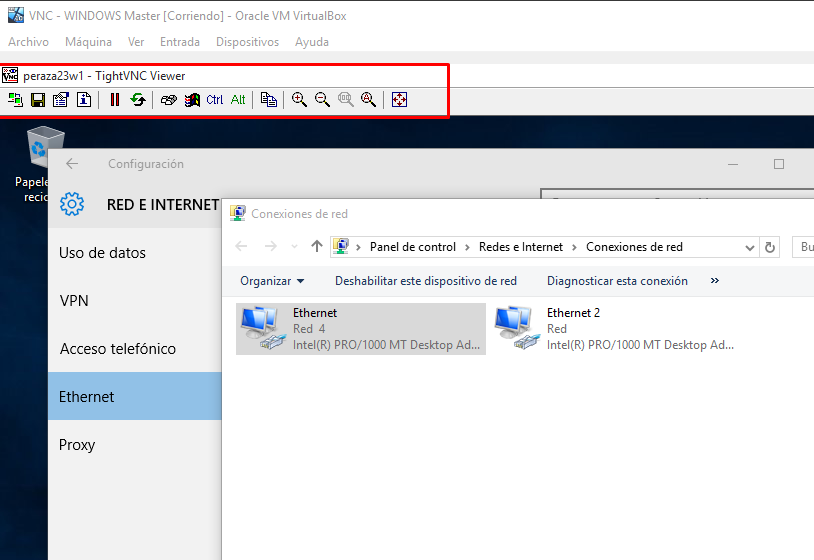 VNC - WINDOWS Master [Corriendo] - Oracle VM VirtualBox
Archivo Máquina Ver Entrada Dispositivos Ayuda
peraza23w1 - TightVNC Viewer
Ctrl Alt
Configuración
RED E INTERNET
Uso de datos
VPN
Acceso telefónico
Ethernet
Proxy
Conexiones de red
Panel de control > Redes e Internet > Conexiones de red
Organizar Deshabilitar este dispositivo de red Diagnosticar esta conexión »
Ethernet
Red 4
Intel(R) PRO/1000 MT Desktop Ad...
Ethernet 2
Red
Intel(R) PRO/1000 MT Desktop Ad...